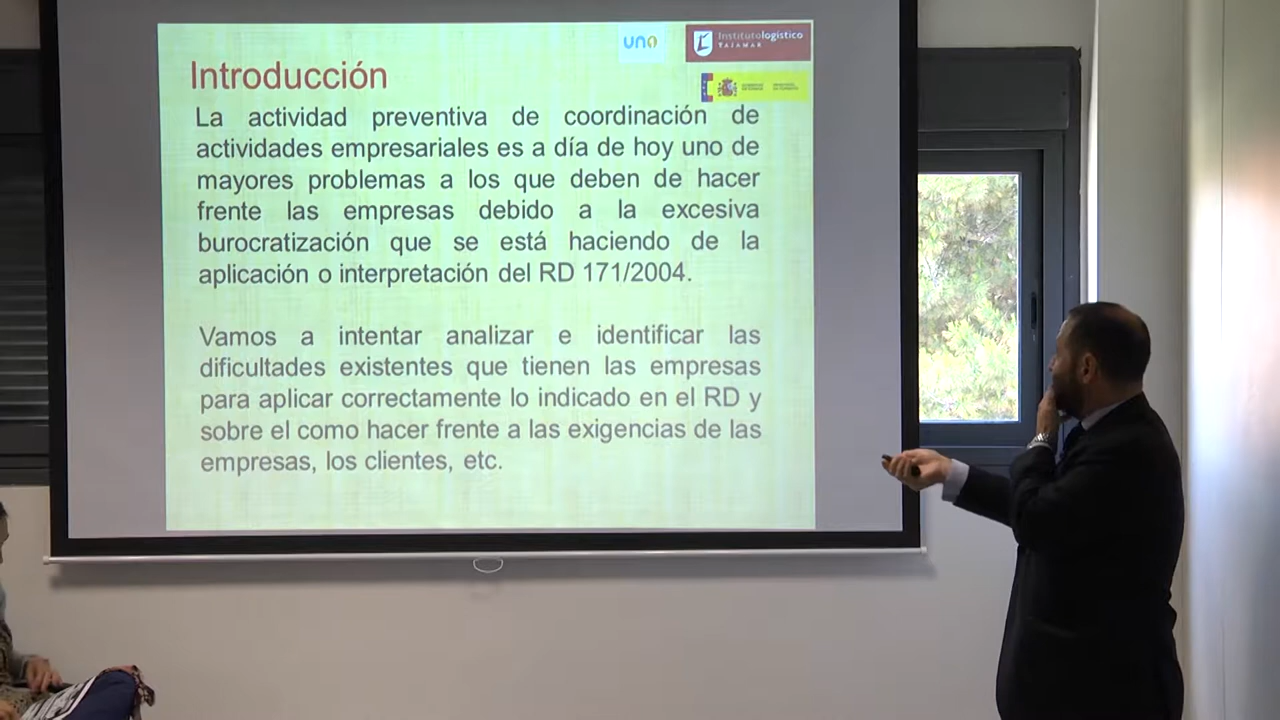 uno
Institutologístico
TAJAMAR
Introducción
La actividad preventiva de coordinación de
actividades empresariales es a día de hoy uno de
mayores problemas a los que deben de hacer
frente las empresas debido a la excesiva
burocratización que se está haciendo de la
aplicación o interpretación del RD 171/2004.
Vamos a intentar analizar e identificar las
dificultades existentes que tienen las empresas
para aplicar correctamente lo indicado en el RD y
sobre el como hacer frente a las exigencias de las
empresas, los clientes, etc.